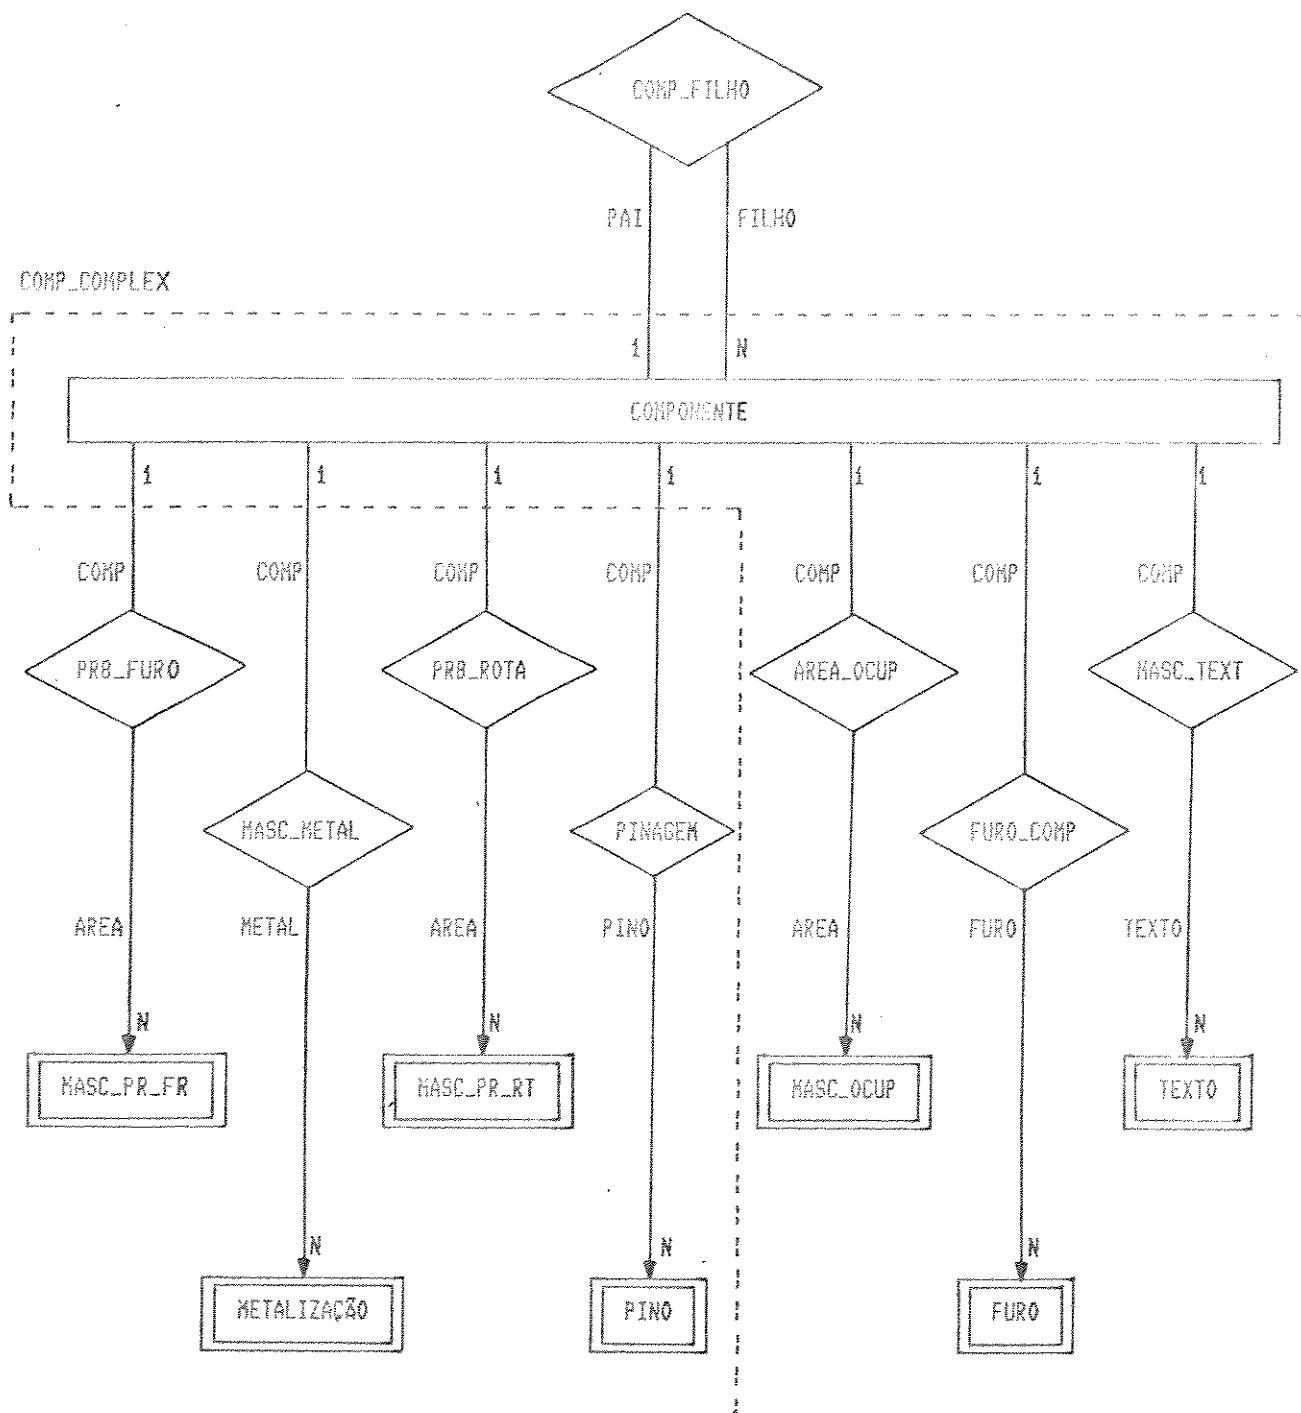 COMP_FILHO
PAI FILHO
COMP_COMPLEX
1 N
COMPONENTE
1 1 1 1 1 1 1
COMP COMP COMP COMP COMP COMP COMP
PRB_FURO PRB_ROTA AREA_OCUP MASC_TEXT
MASC_METAL PINAGEM FURO_COMP
AREA METAL AREA PINO AREA FURO TEXTO
N N N N
MASC_PR_FR MASC_PR_RT MASC_OCUP TEXTO
N N N
METALIZAÇÃO PINO FURO